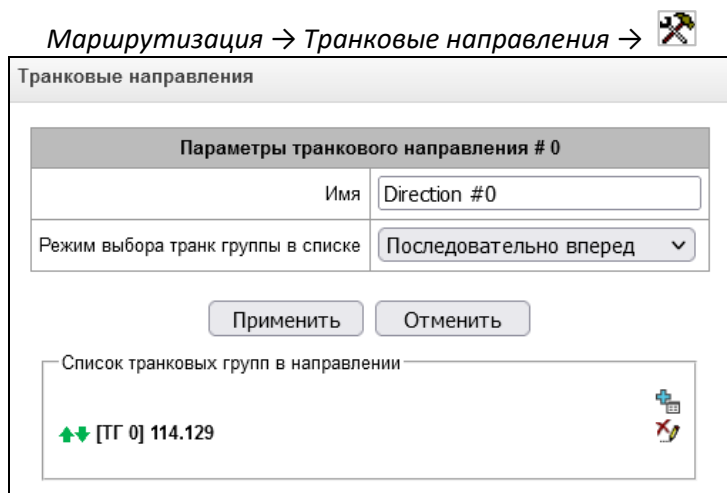 Маршрутизация → Транковые направления →
Транковые направления
Параметры транкового направления # 0
Имя Direction #0
Режим выбора транк группы в списке Последовательно вперед
Применить Отменить
Список транковых групп в направлении
[ТГ 0] 114.129